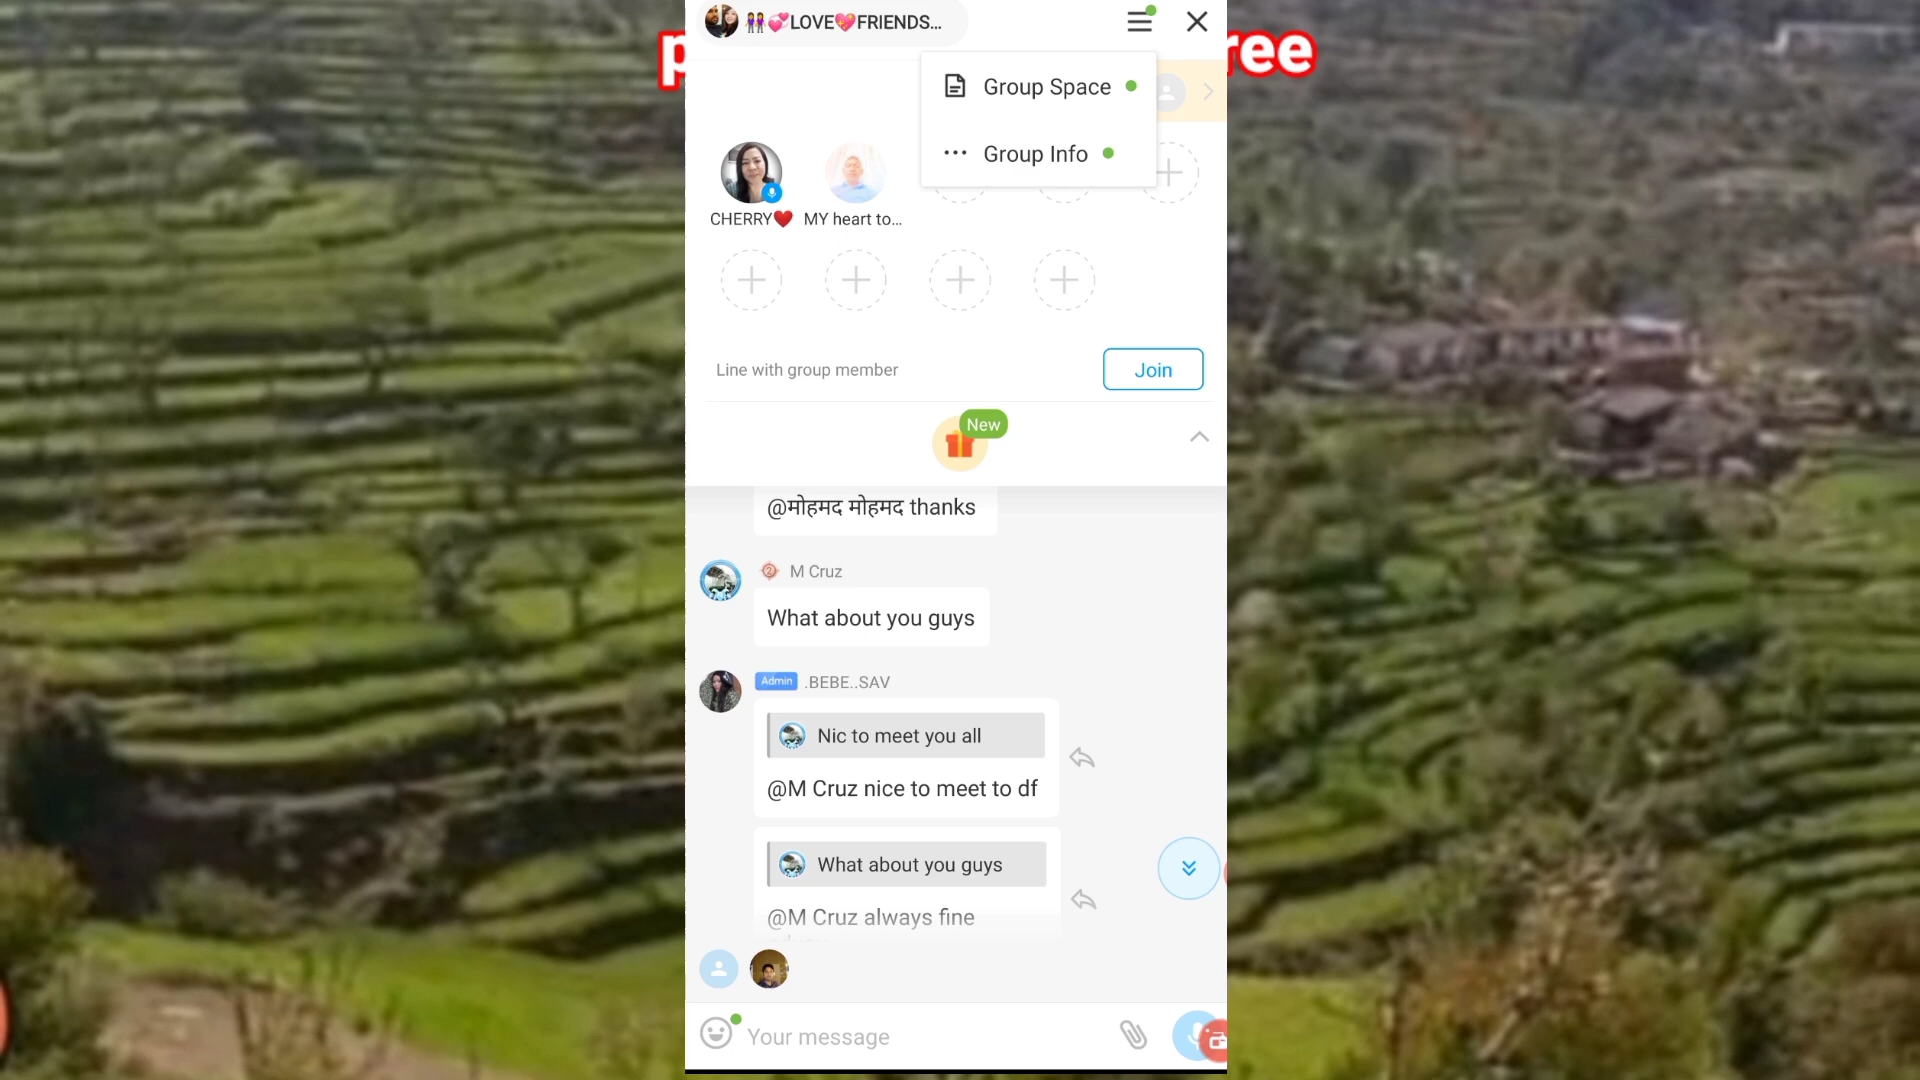 👭💞LOVE💖FRIENDS...
p
ree
Group Space
Group Info
CHERRY❤️
MY heart to...
Line with group member
Join
New
@मोहमद मोहमद thanks
M Cruz
What about you guys
Admin .BEBE..SAV
Nic to meet you all
@M Cruz nice to meet to df
What about you guys
@M Cruz always fine
Your message